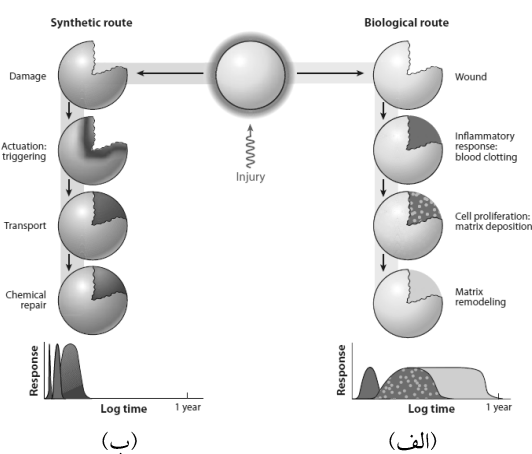 Synthetic route
Biological route
Damage
Wound
Actuation:
triggering
Inflammatory
response:
blood clotting
Injury
Transport
Cell proliferation:
matrix deposition
Chemical
repair
Matrix
remodeling
Response
Log time
1 year
Response
Log time
1 year
(ب)
(الف)